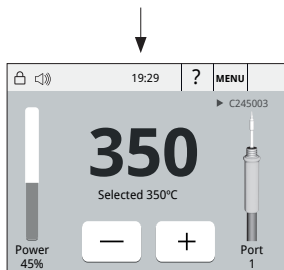 19:29 ? MENU
C245003
350
Selected 350ºC
— +
Power
45%
Port
1